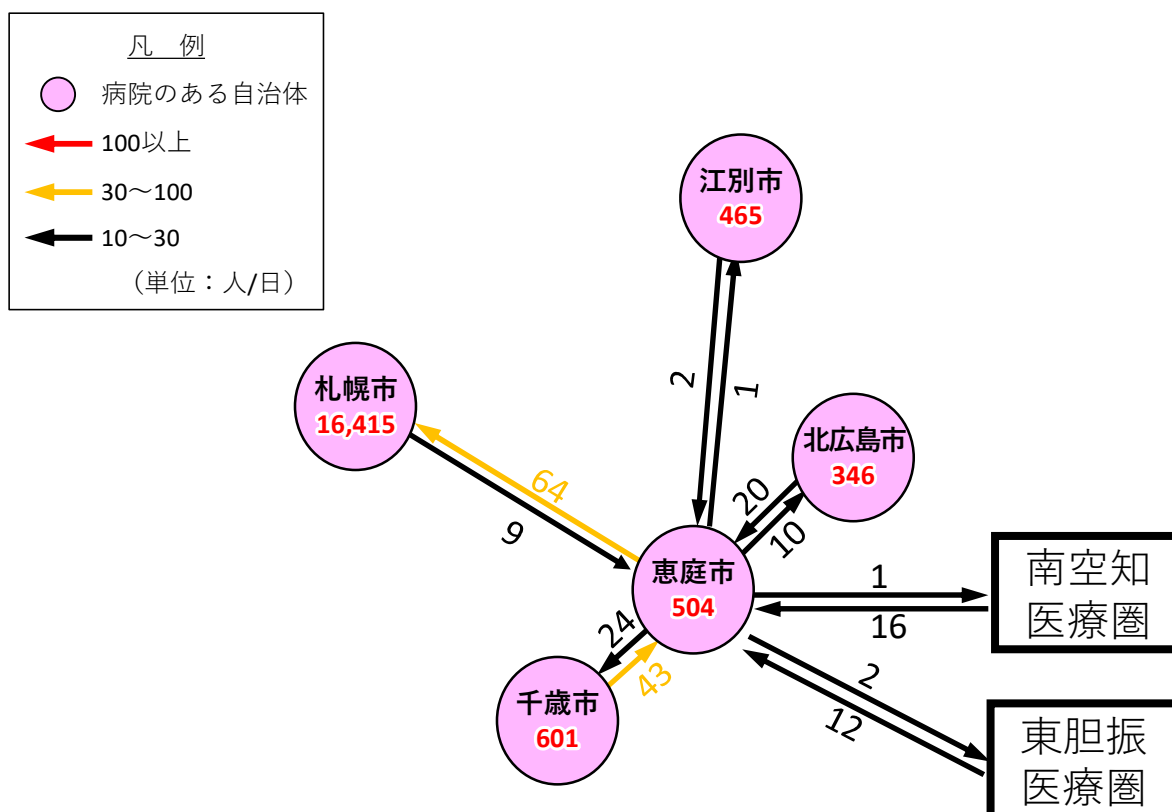 凡 例
病院のある自治体
100以上
30～100
10～30
（単位：人/日）
江別市
465
2
1
札幌市
16,415
64
9
北広島市
346
20
10
恵庭市
504
1
16
南空知
医療圏
24
43
千歳市
601
2
12
東胆振
医療圏